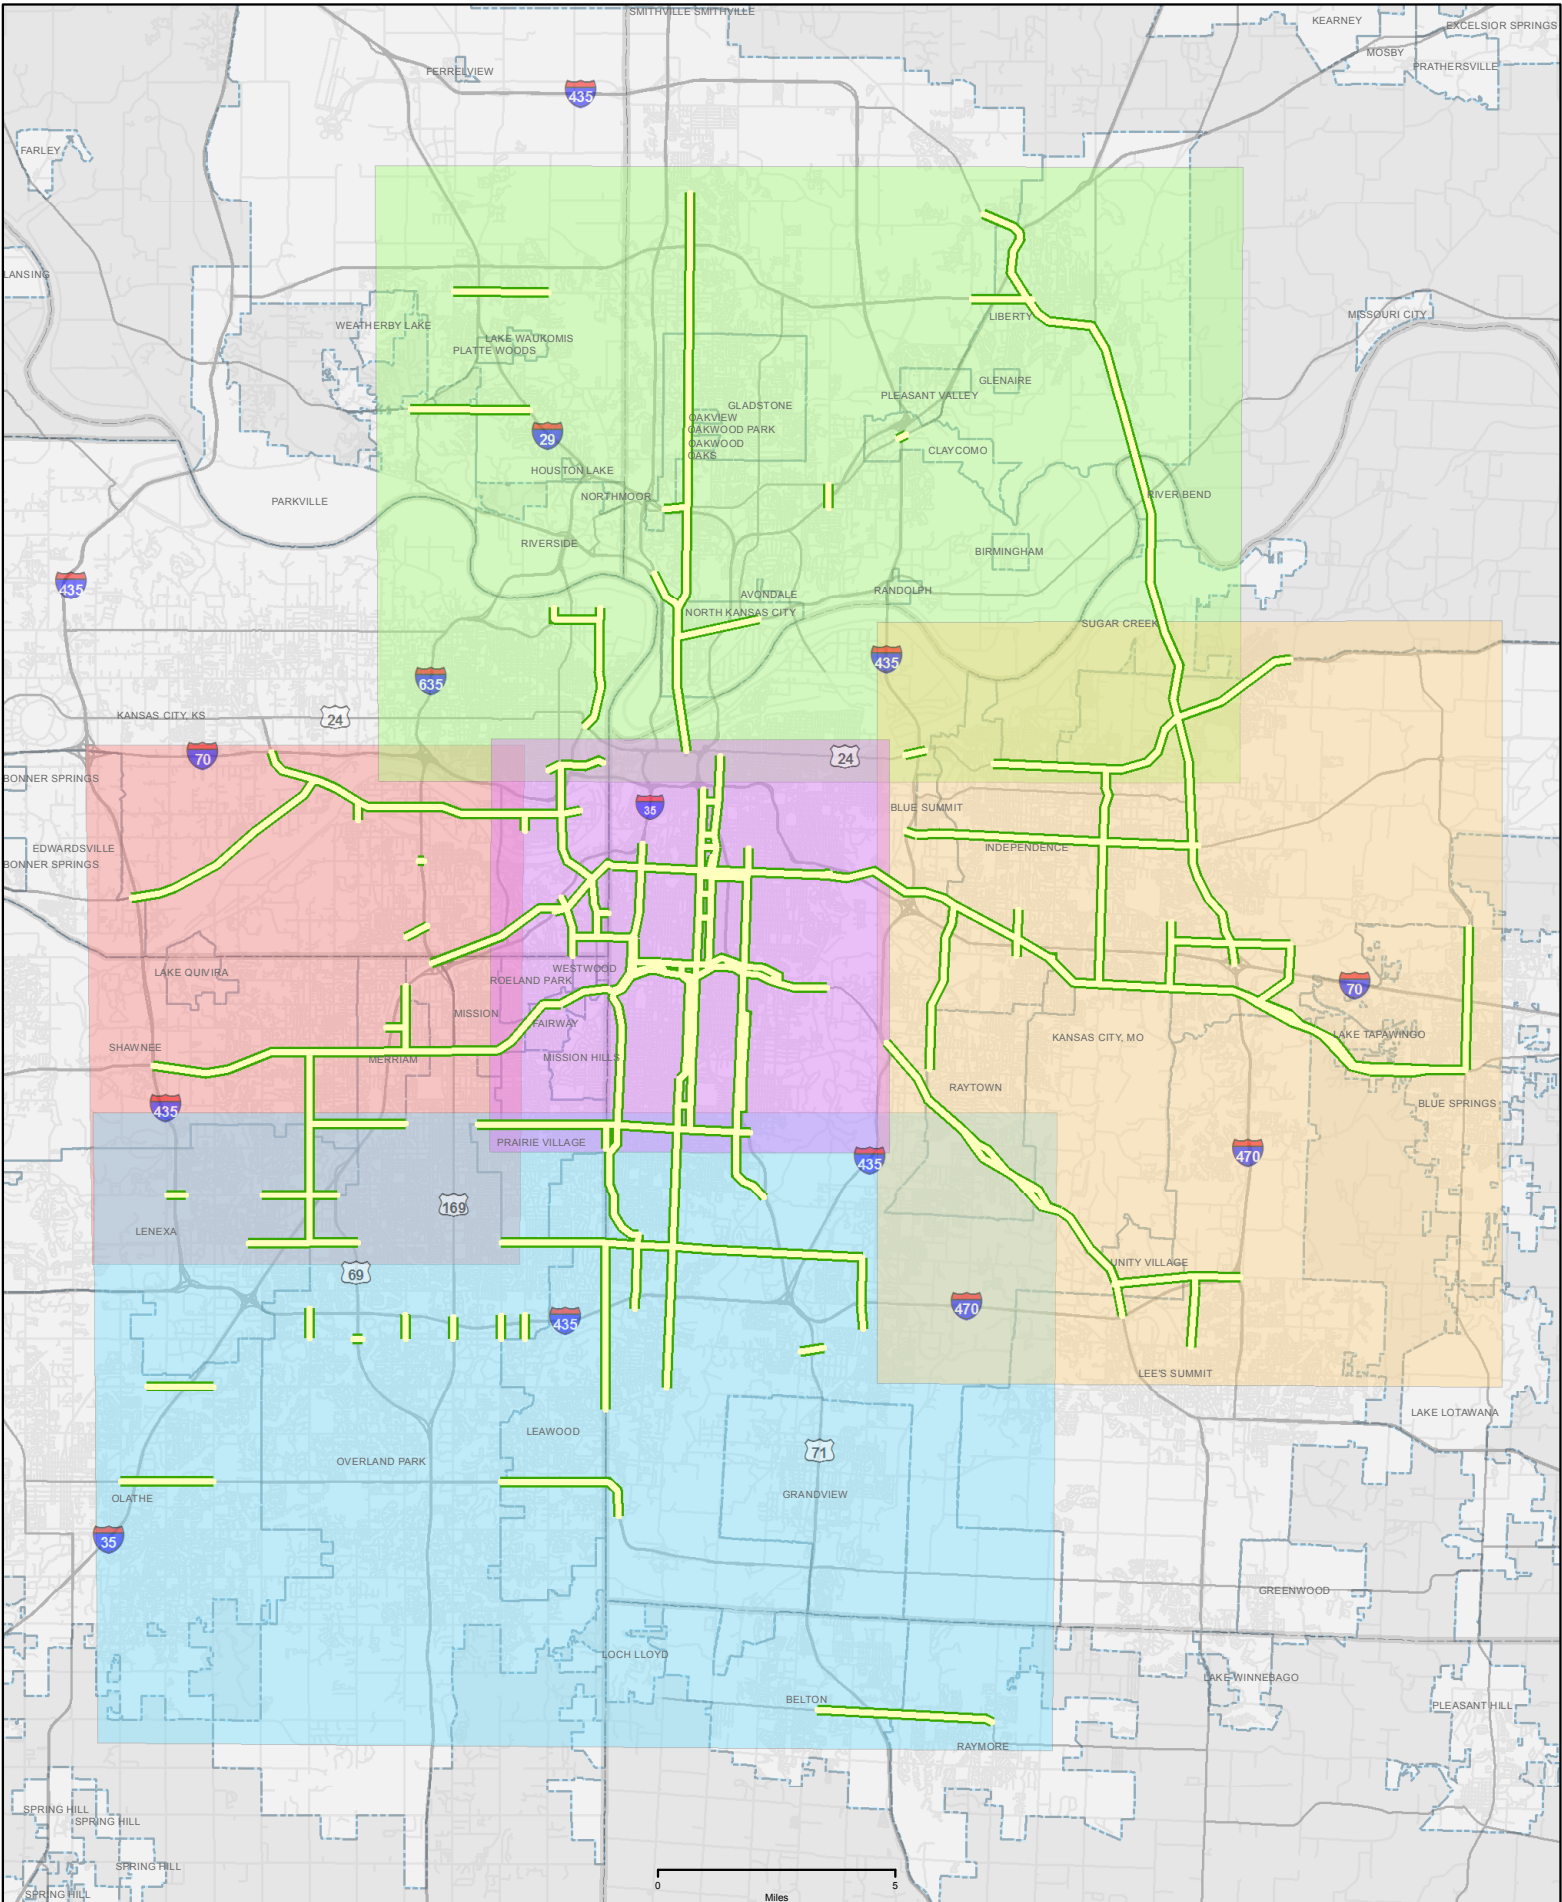 SMITHVILLE SMITHVILLE
KEARNEY
EXCELSIOR SPRINGS
MOSBY
PRATHERSVILLE
FERRELVIEW
435
FARLEY
LANSING
MISSOURI CITY
LIBERTY
WEATHERBY LAKE
LAKE WAUKOMIS
PLATTE WOODS
GLENAIRE
PLEASANT VALLEY
GLADSTONE
OAKVIEW
OAKWOOD PARK
OAKWOOD
OAKS
29
CLAYCOMO
HOUSTON LAKE
NORTHMOOR
RIVER BEND
PARKVILLE
RIVERSIDE
BIRMINGHAM
435
RANDOLPH
AVONDALE
NORTH KANSAS CITY
SUGAR CREEK
435
635
KANSAS CITY, KS
24
70
24
BONNER SPRINGS
35
BLUE SUMMIT
EDWARDSVILLE
INDEPENDENCE
BONNER SPRINGS
LAKE QUIVIRA
WESTWOOD
ROELAND PARK
70
MISSION
FAIRWAY
LAKE TAPAWINGO
KANSAS CITY, MO
SHAWNEE
MERRIAM
MISSION HILLS
RAYTOWN
435
BLUE SPRINGS
PRAIRIE VILLAGE
435
470
169
LENEXA
UNITY VILLAGE
69
470
435
LEE'S SUMMIT
LAKE LOTAWANA
LEAWOOD
71
OVERLAND PARK
GRANDVIEW
OLATHE
35
GREENWOOD
LOCH LLOYD
LAKE WINNEBAGO
BELTON
PLEASANT HILL
RAYMORE
SPRING HILL
SPRING HILL
SPRING HILL
SPRING HILL
0 5
Miles